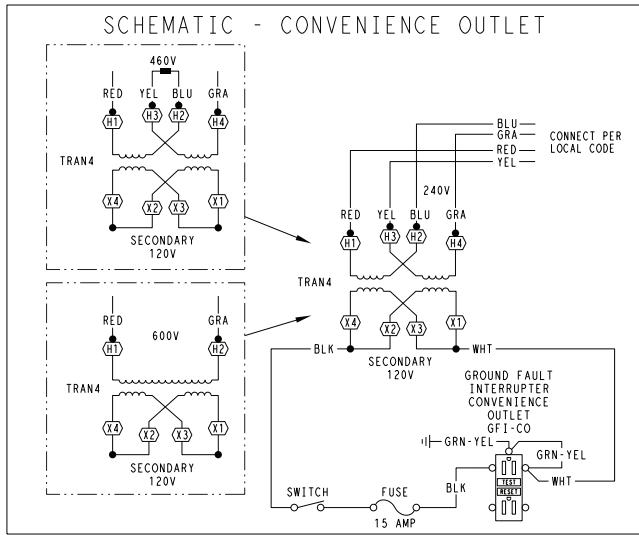 SCHEMATIC - CONVENIENCE OUTLET
460V
RED YEL BLU GRA
H1 H3 H2 H4
TRAN4
X4 X2 X3 X1
SECONDARY
120V
600V
RED GRA
H1 H2
TRAN4
X4 X2 X3 X1
SECONDARY
120V
BLU
GRA
RED
YEL
CONNECT PER
LOCAL CODE
240V
RED YEL BLU GRA
H1 H3 H2 H4
TRAN4
X4 X2 X3 X1
BLK
WHT
SECONDARY
120V
GROUND FAULT
INTERRUPTER
CONVENIENCE
OUTLET
GFI-CO
GRN-YEL
GRN-YEL
WHT
BLK
TEST
RESET
SWITCH
FUSE
15 AMP